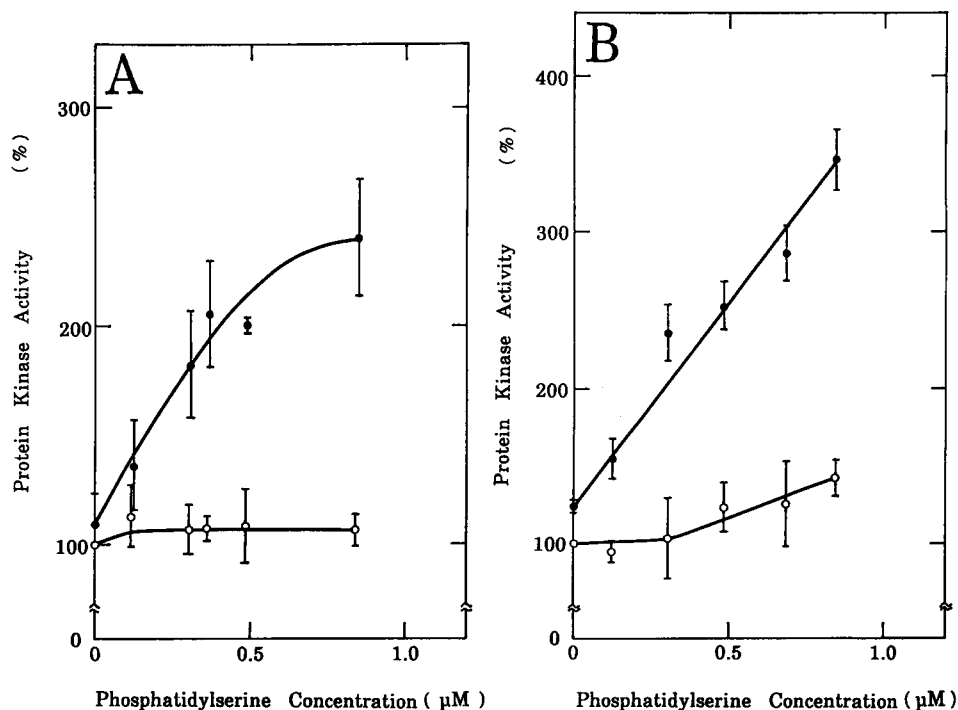 A
300
200
100
0
Protein Kinase Activity (%)
0 0.5 1.0
Phosphatidylserine Concentration ( μM )
B
400
300
200
100
0
Protein Kinase Activity (%)
0 0.5 1.0
Phosphatidylserine Concentration ( μM )